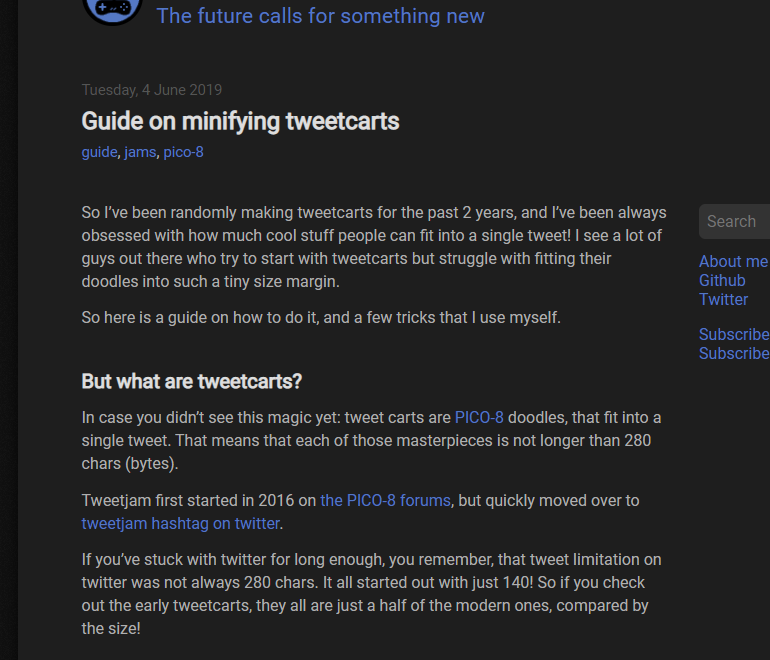 The future calls for something new
Tuesday, 4 June 2019
Guide on minifying tweetcarts
guide, jams, pico-8
So I’ve been randomly making tweetcarts for the past 2 years, and I’ve been always
obsessed with how much cool stuff people can fit into a single tweet! I see a lot of
guys out there who try to start with tweetcarts but struggle with fitting their
doodles into such a tiny size margin.
So here is a guide on how to do it, and a few tricks that I use myself.
But what are tweetcarts?
In case you didn’t see this magic yet: tweet carts are PICO-8 doodles, that fit into a
single tweet. That means that each of those masterpieces is not longer than 280
chars (bytes).
Tweetjam first started in 2016 on the PICO-8 forums, but quickly moved over to
tweetjam hashtag on twitter.
If you’ve stuck with twitter for long enough, you remember, that tweet limitation on
twitter was not always 280 chars. It all started out with just 140! So if you check
out the early tweetcarts, they all are just a half of the modern ones, compared by
the size!
Search
About me
Github
Twitter
Subscribe
Subscribe